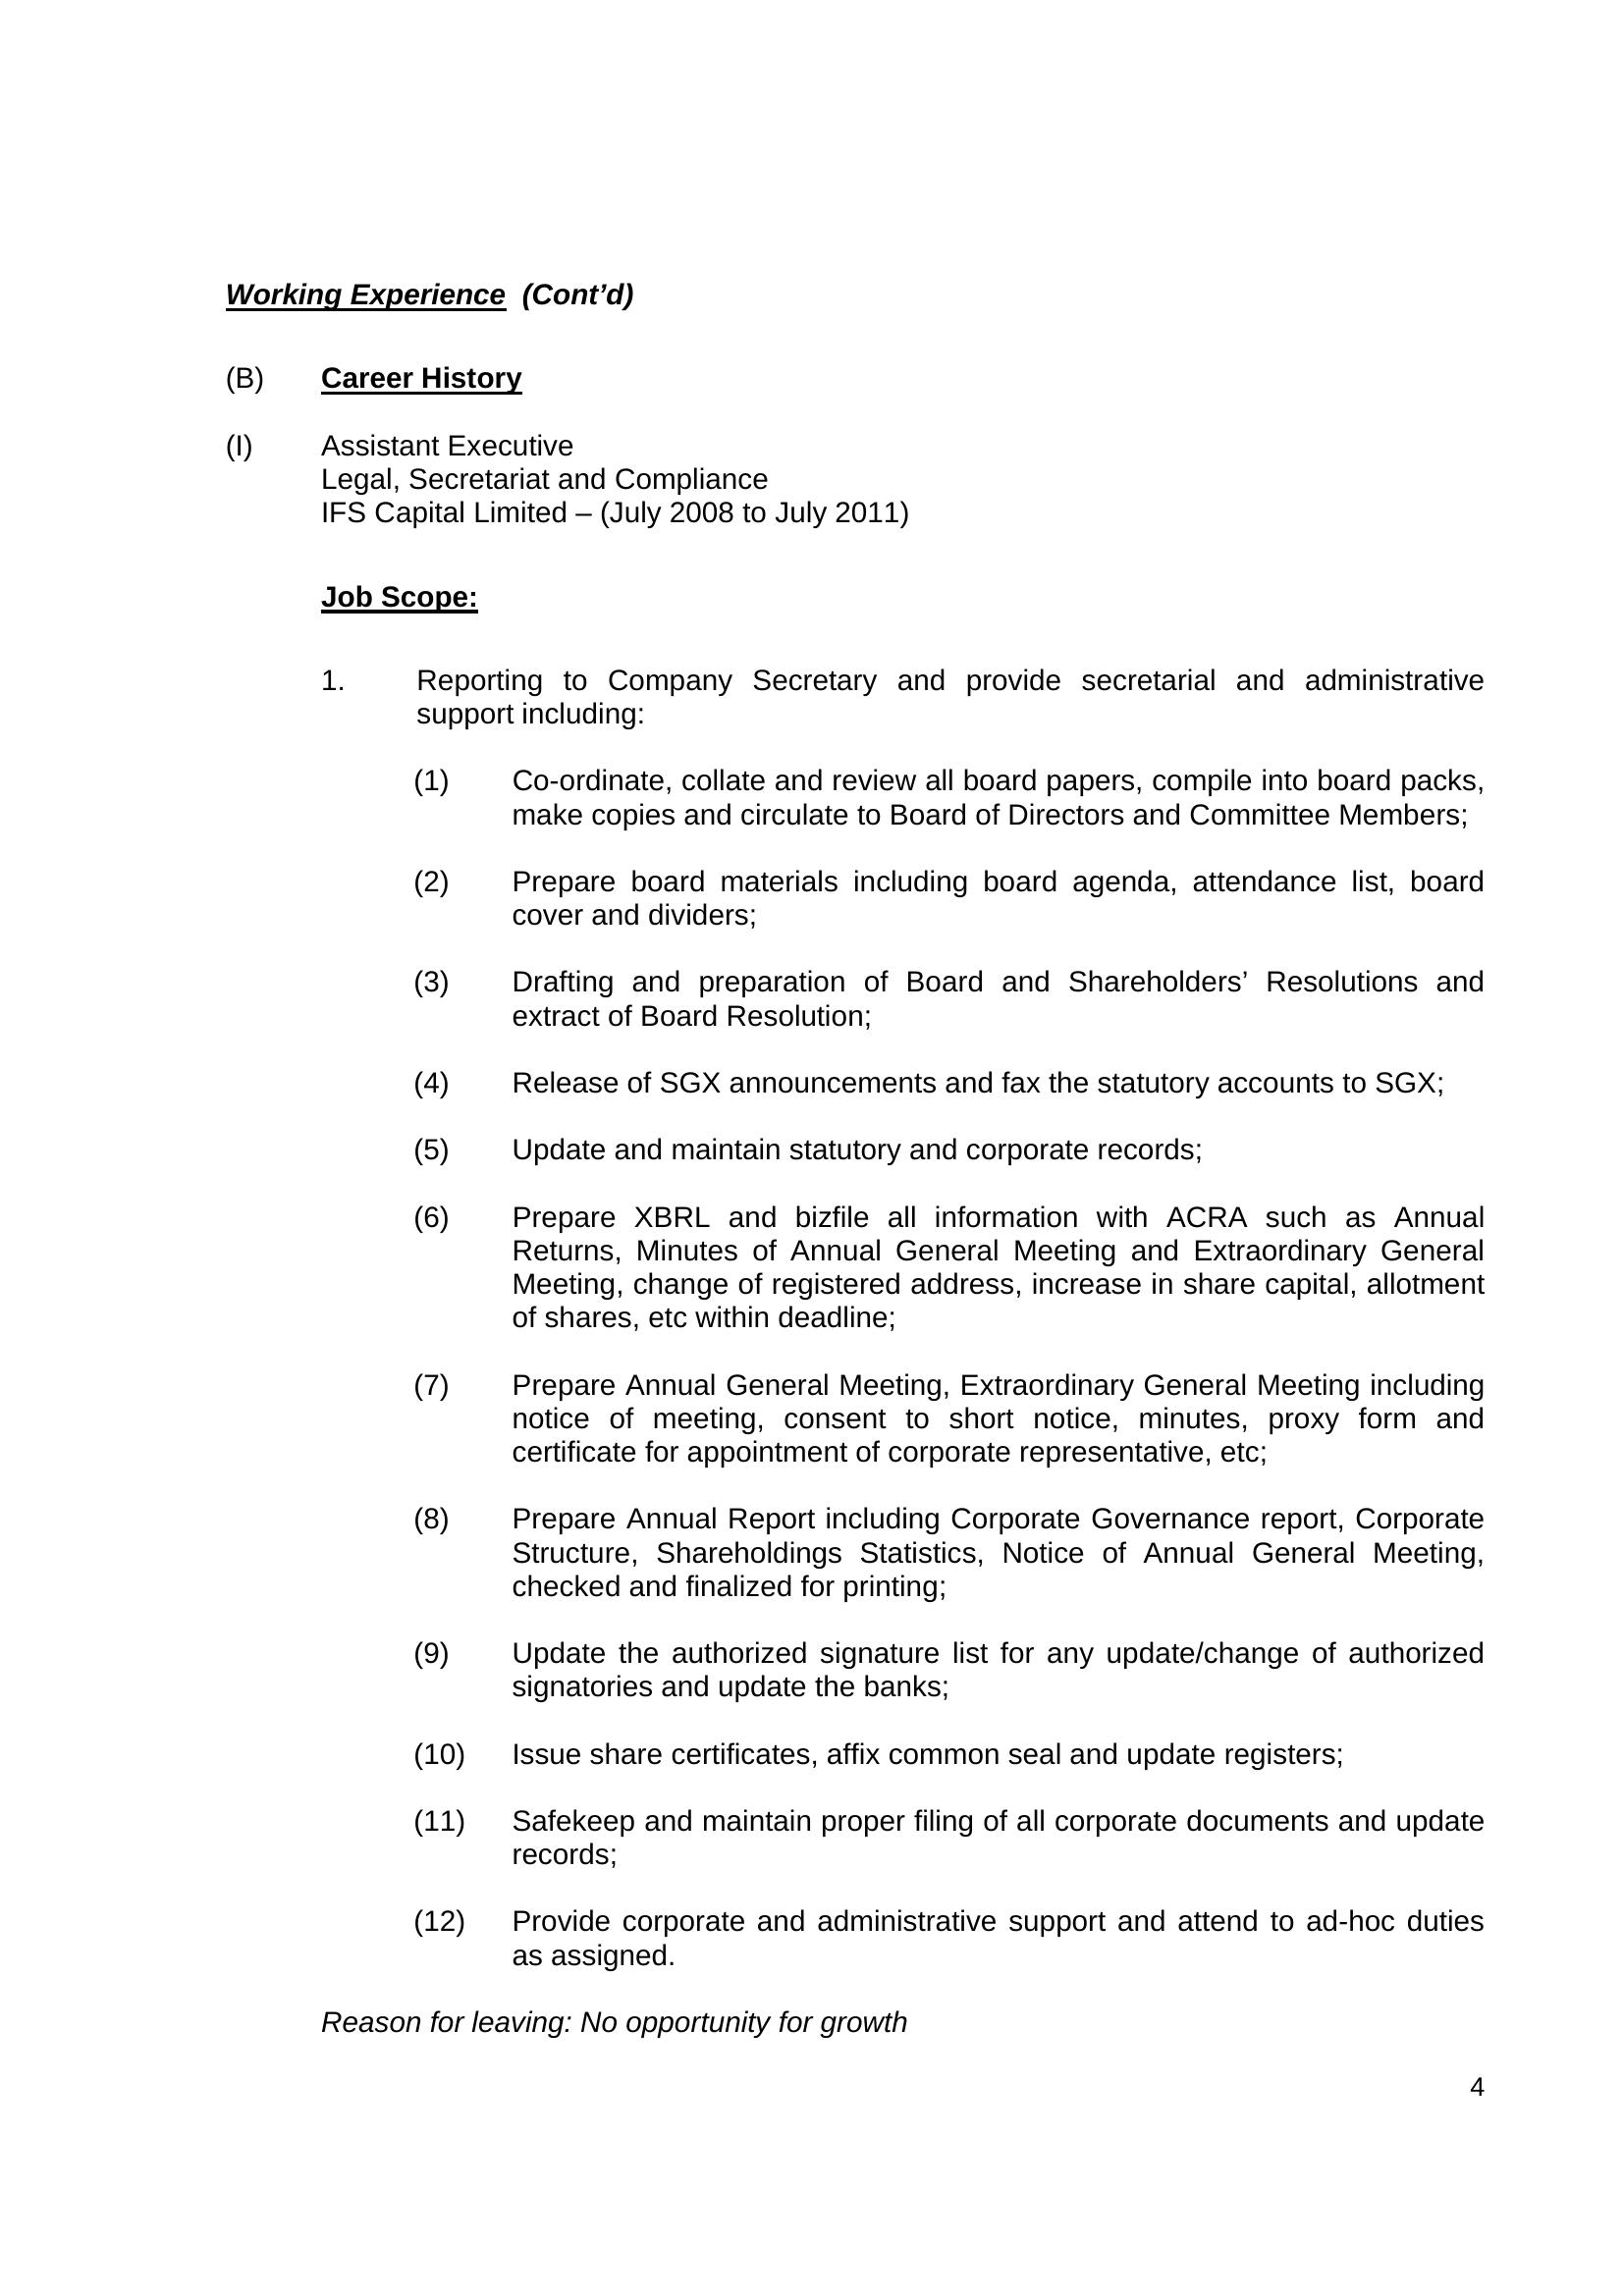 Working Experience (Cont’d)
(B) Career History
(I) Assistant Executive
Legal, Secretariat and Compliance
IFS Capital Limited – (July 2008 to July 2011)
Job Scope:
1. Reporting to Company Secretary and provide secretarial and administrative
support including:
(1) Co-ordinate, collate and review all board papers, compile into board packs,
make copies and circulate to Board of Directors and Committee Members;
(2) Prepare board materials including board agenda, attendance list, board
cover and dividers;
(3) Drafting and preparation of Board and Shareholders’ Resolutions and
extract of Board Resolution;
(4) Release of SGX announcements and fax the statutory accounts to SGX;
(5) Update and maintain statutory and corporate records;
(6) Prepare XBRL and bizfile all information with ACRA such as Annual
Returns, Minutes of Annual General Meeting and Extraordinary General
Meeting, change of registered address, increase in share capital, allotment
of shares, etc within deadline;
(7) Prepare Annual General Meeting, Extraordinary General Meeting including
notice of meeting, consent to short notice, minutes, proxy form and
certificate for appointment of corporate representative, etc;
(8) Prepare Annual Report including Corporate Governance report, Corporate
Structure, Shareholdings Statistics, Notice of Annual General Meeting,
checked and finalized for printing;
(9) Update the authorized signature list for any update/change of authorized
signatories and update the banks;
(10) Issue share certificates, affix common seal and update registers;
(11) Safekeep and maintain proper filing of all corporate documents and update
records;
(12) Provide corporate and administrative support and attend to ad-hoc duties
as assigned.
Reason for leaving: No opportunity for growth
4